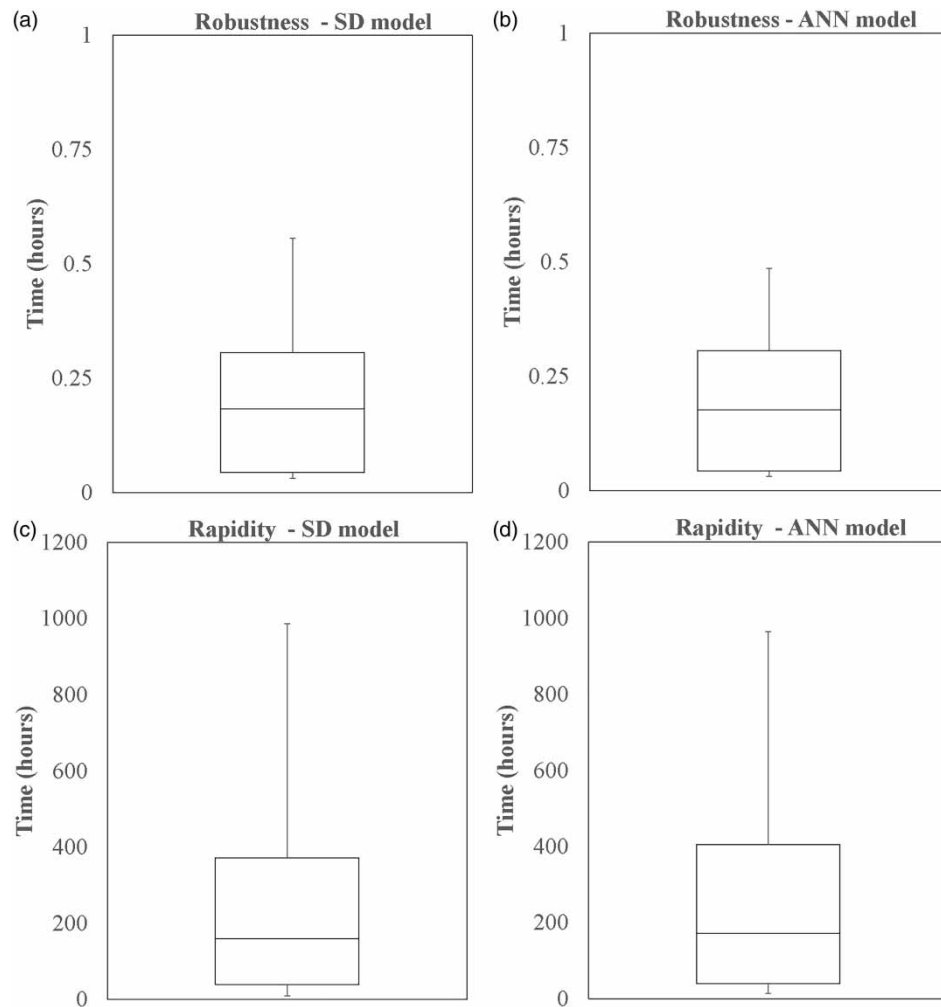 (a)
Robustness - SD model
1
0.75
0.5
0.25
0
Time (hours)
(b)
Robustness - ANN model
1
0.75
0.5
0.25
0
Time (hours)
(c)
Rapidity - SD model
1200
1000
800
600
400
200
0
Time (hours)
(d)
Rapidity - ANN model
1200
1000
800
600
400
200
0
Time (hours)